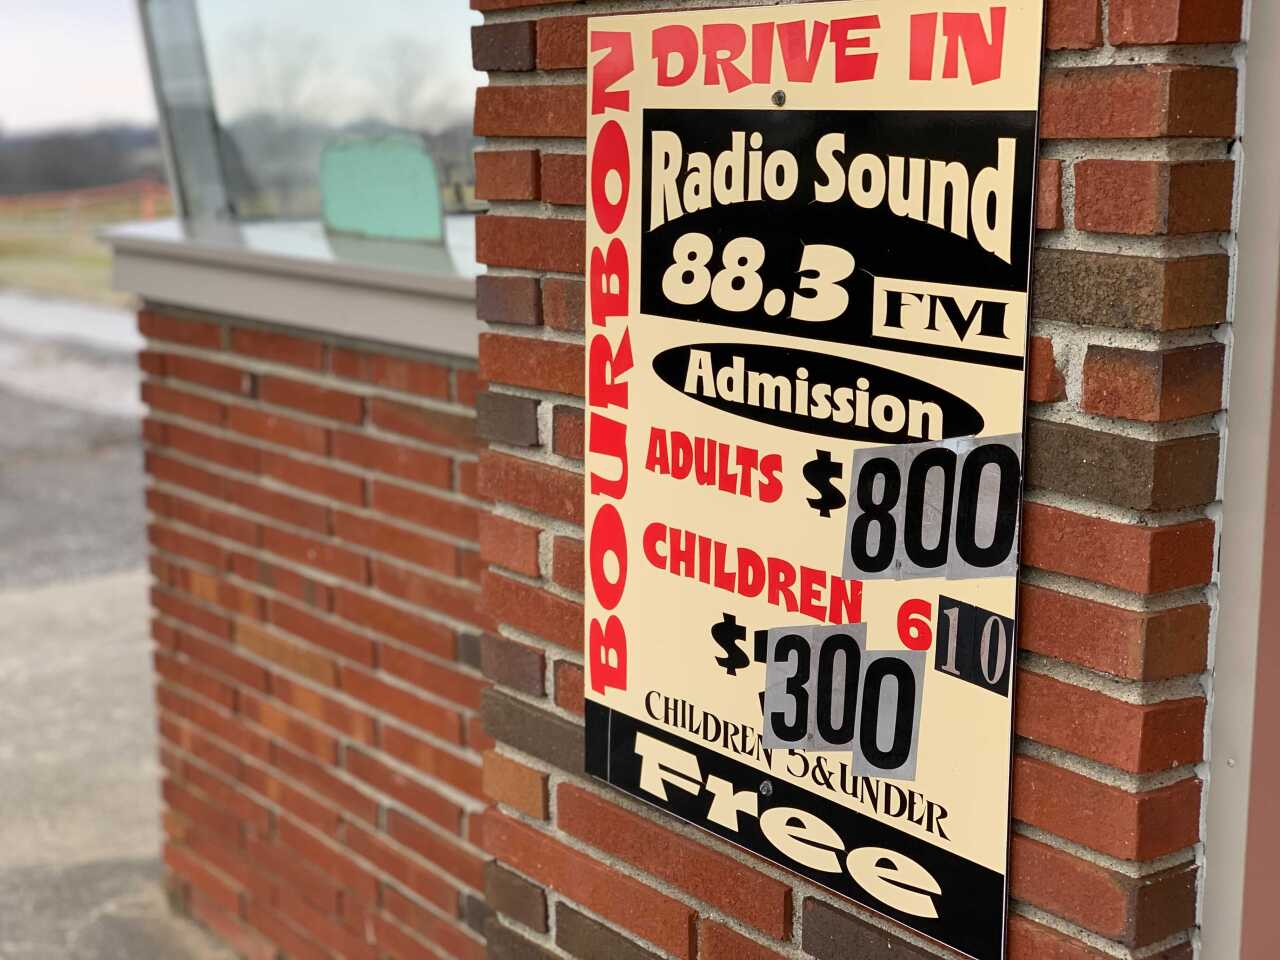 BOURBON
DRIVE IN
Radio Sound
88.3 FM
Admission
ADULTS $800
CHILDREN 610
$300
CHILDREN 5&UNDER
Free